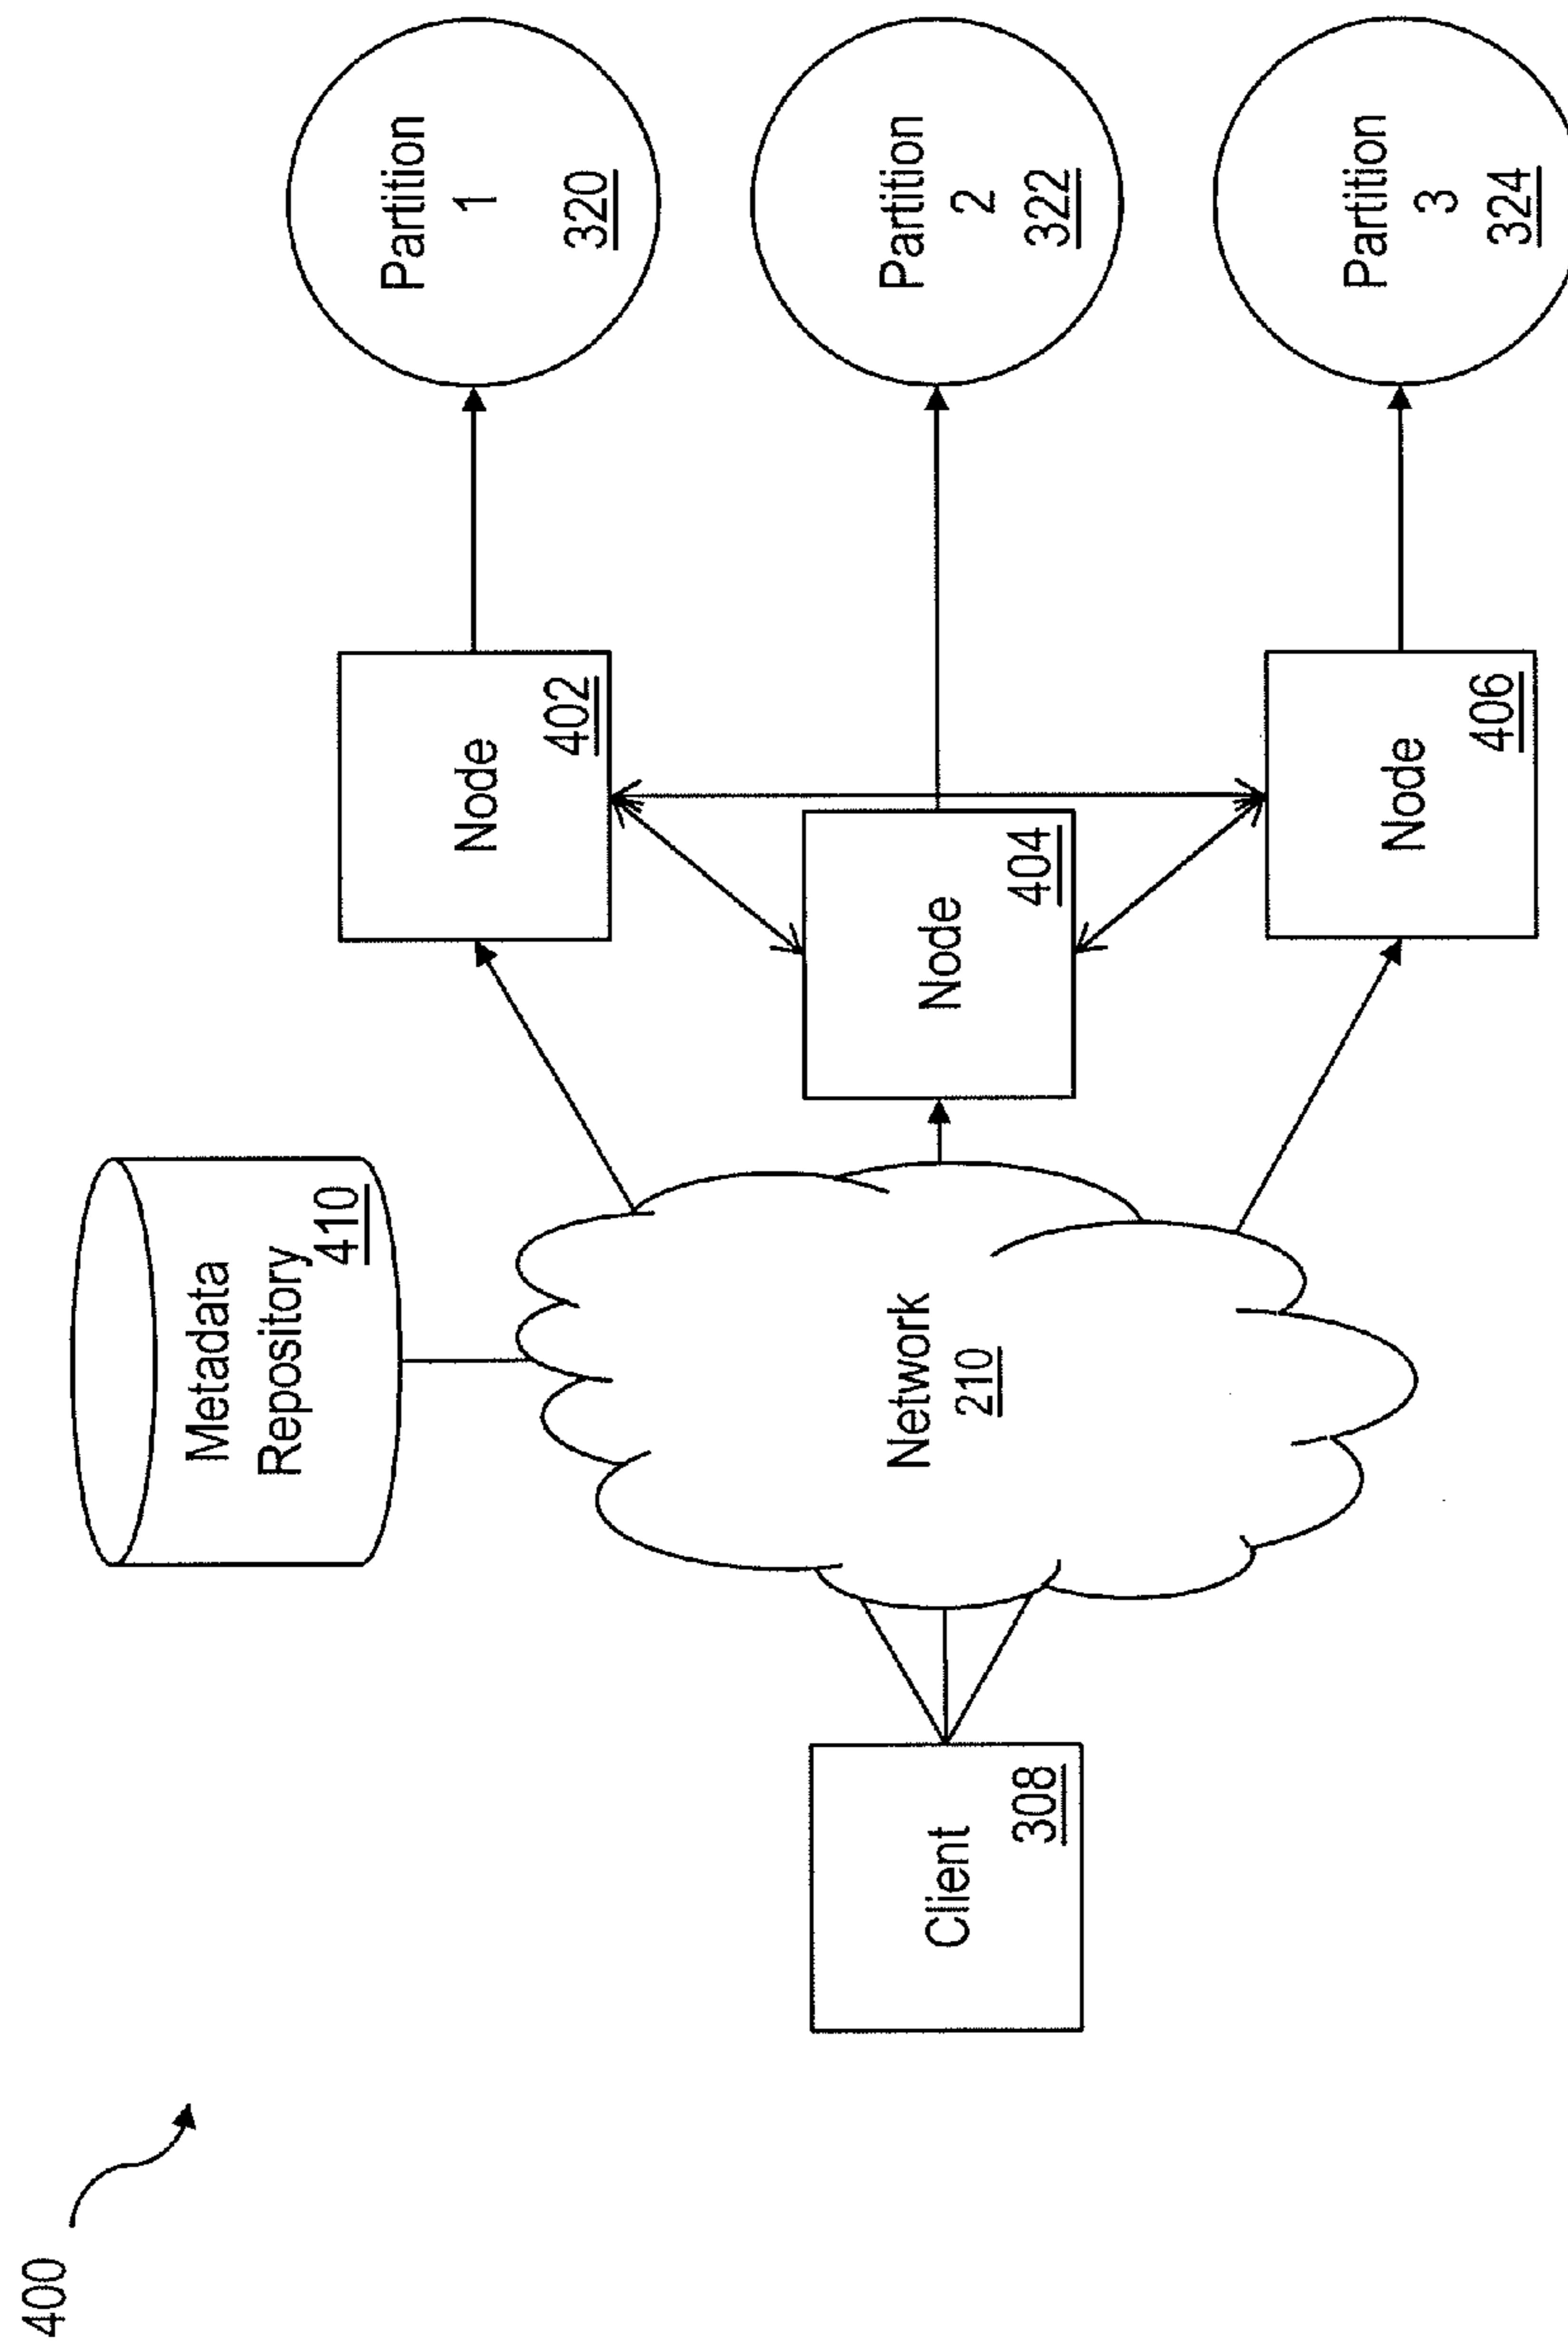 400
Metadata
Repository
410
Client
308
Network
210
Node
402
Node
404
Node
406
Partition
1
320
Partition
2
322
Partition
3
324